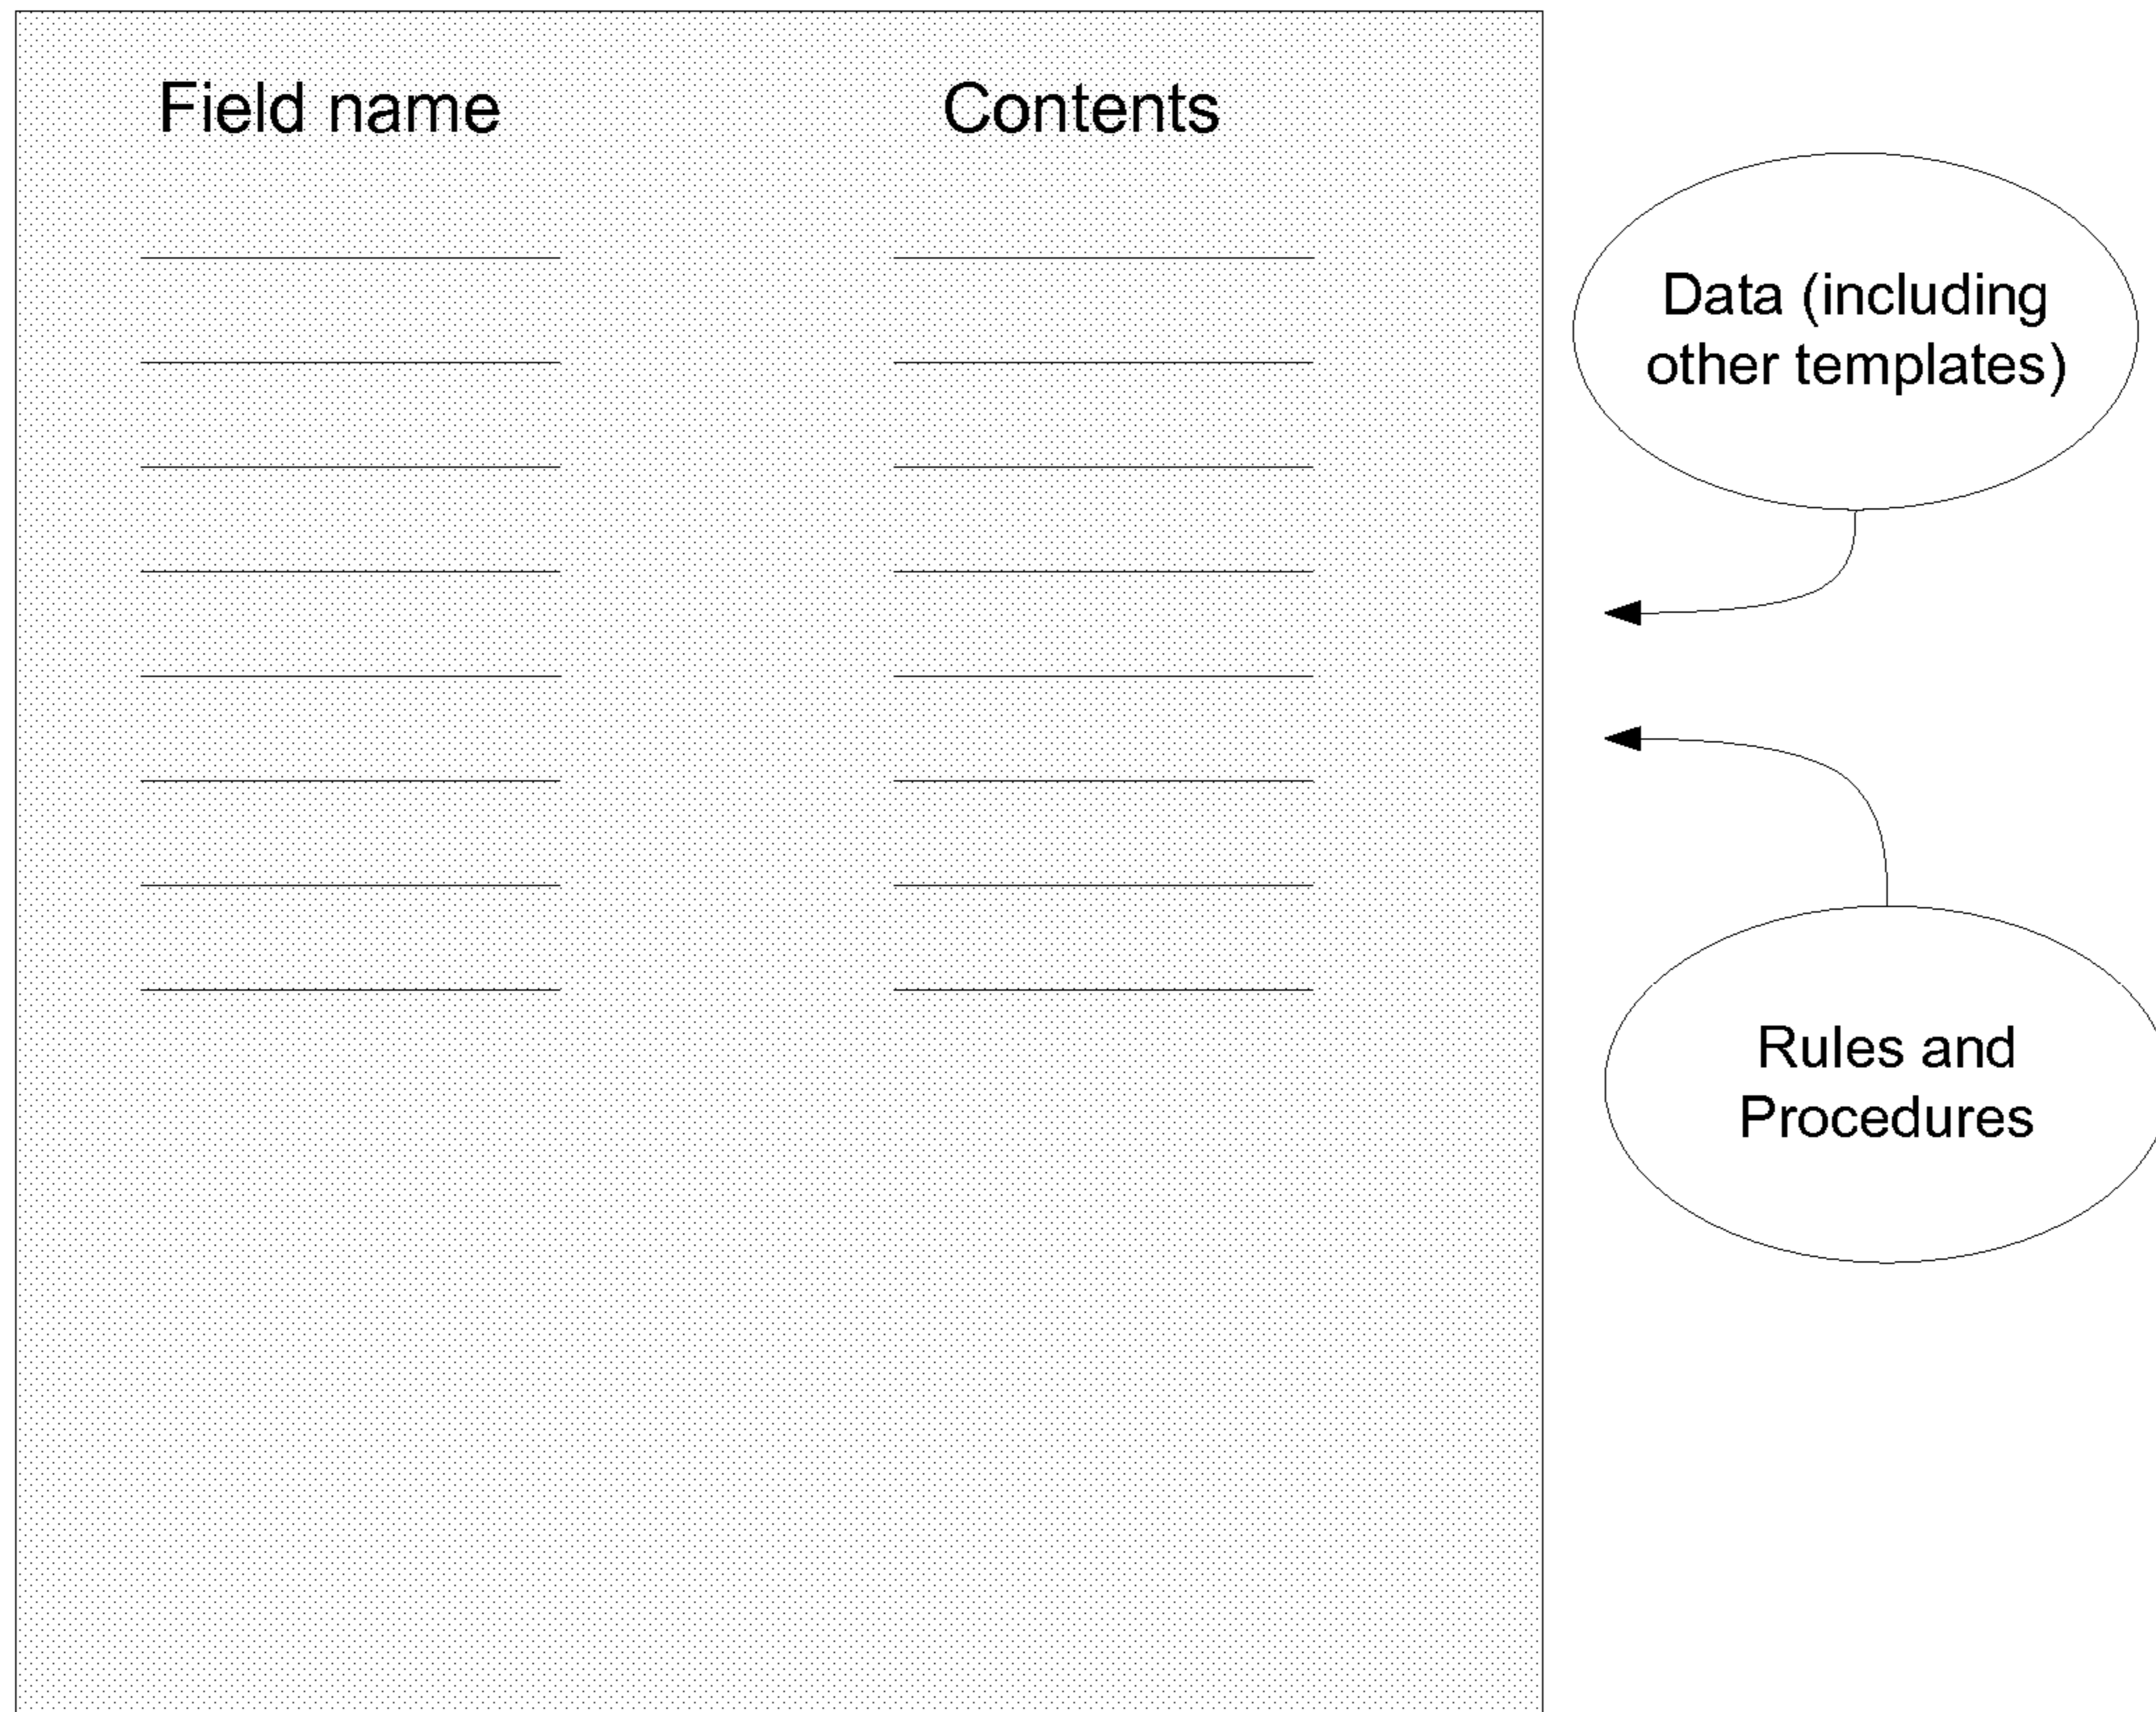 Field name
Contents
Data (including
other templates)
Rules and
Procedures